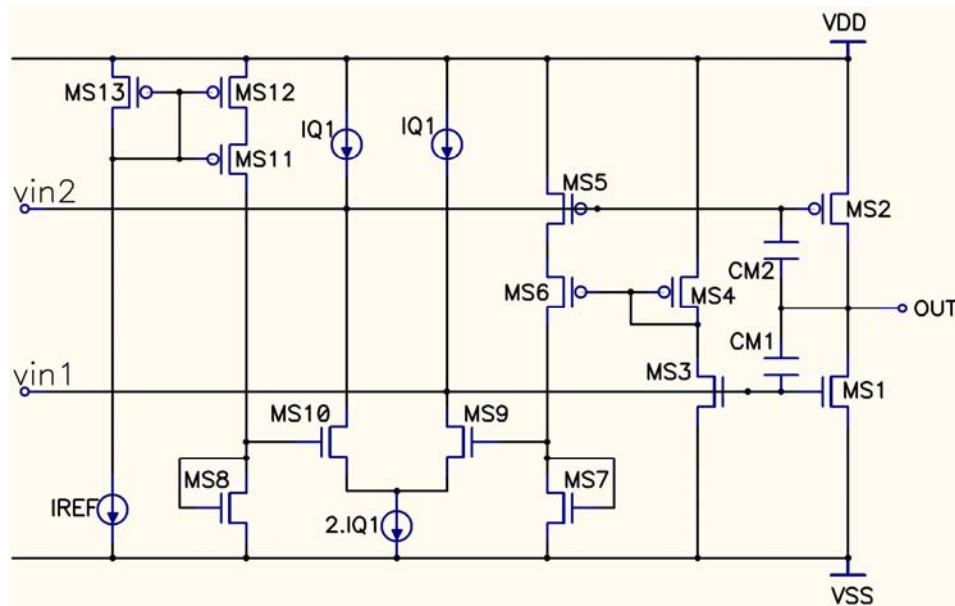 VDD
MS13
MS12
IQ1
IQ1
MS11
vin2
MS5
MS2
CM2
MS6
MS4
OUT
CM1
vin1
MS3
MS1
MS10
MS9
MS8
MS7
IREF
2.IQ1
VSS